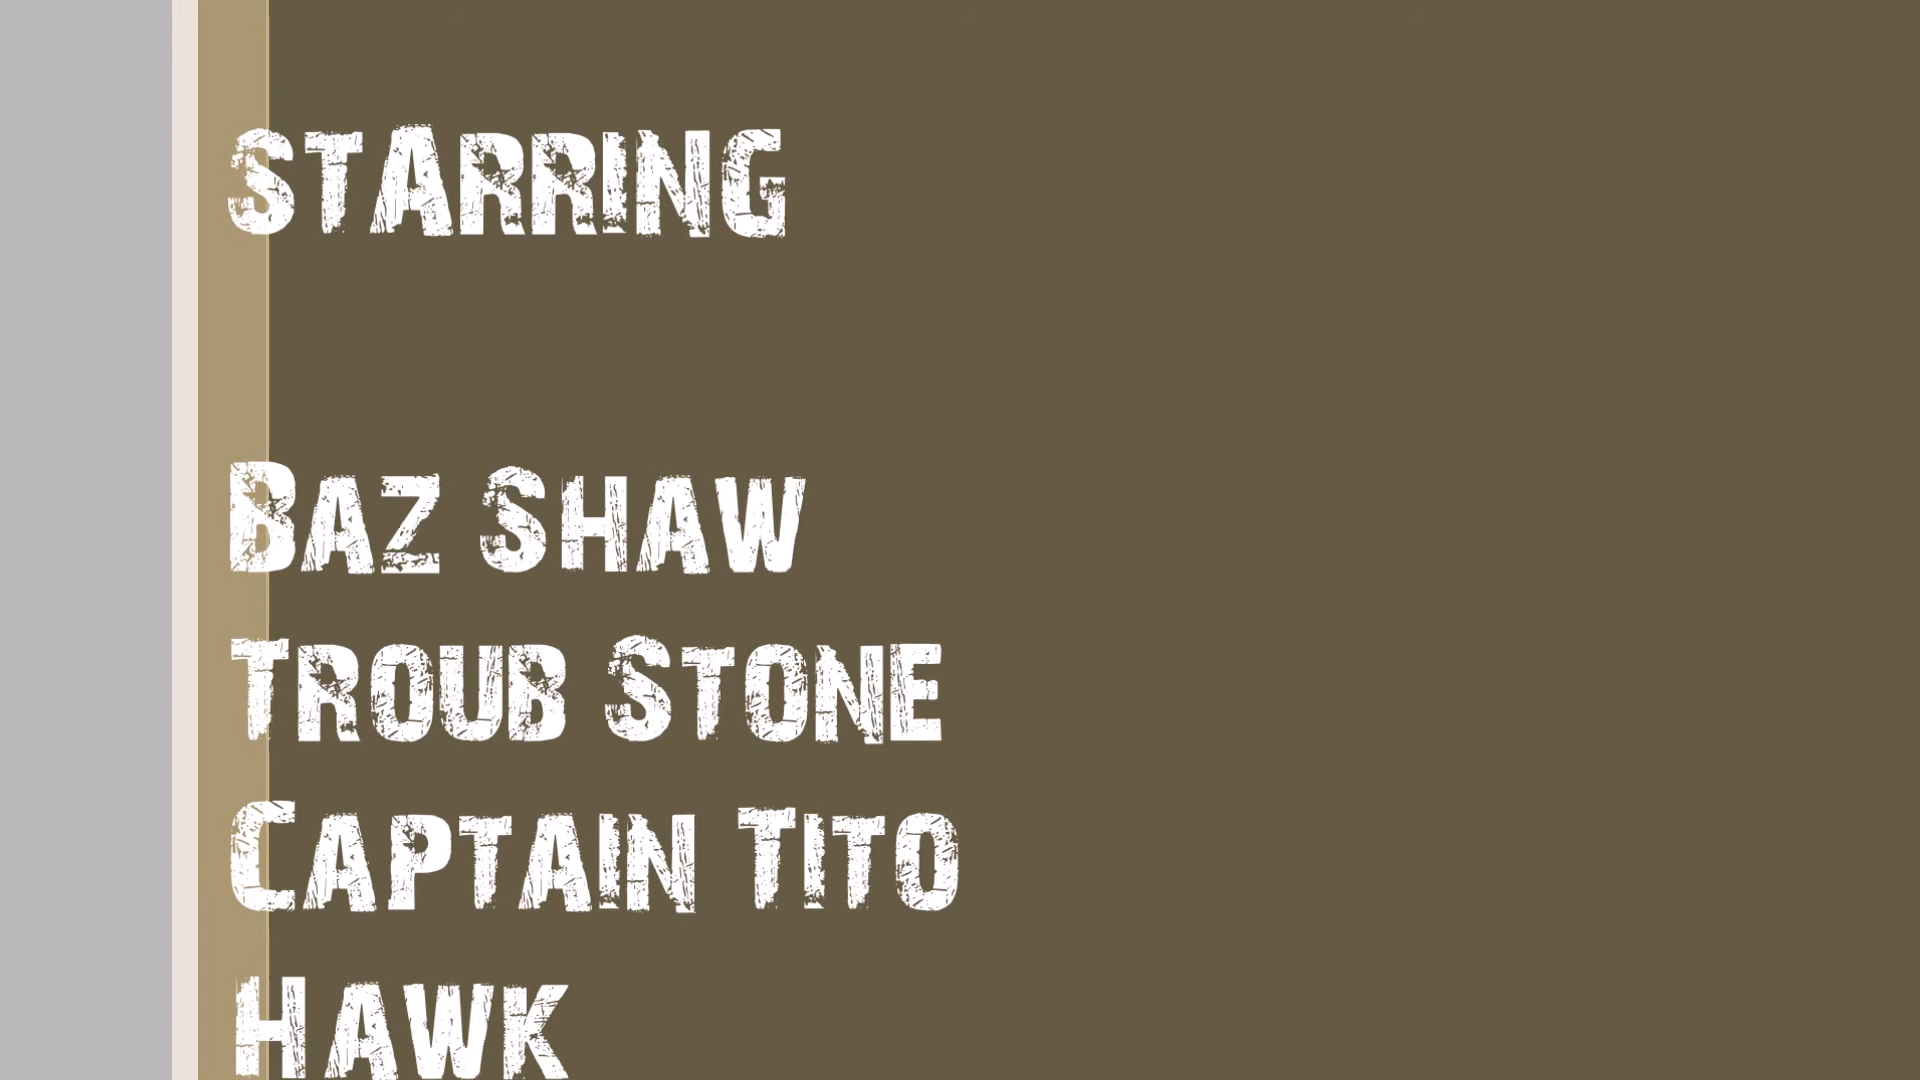 STARRING
BAZ SHAW
TROUB STONE
CAPTAIN TITO
HAWK